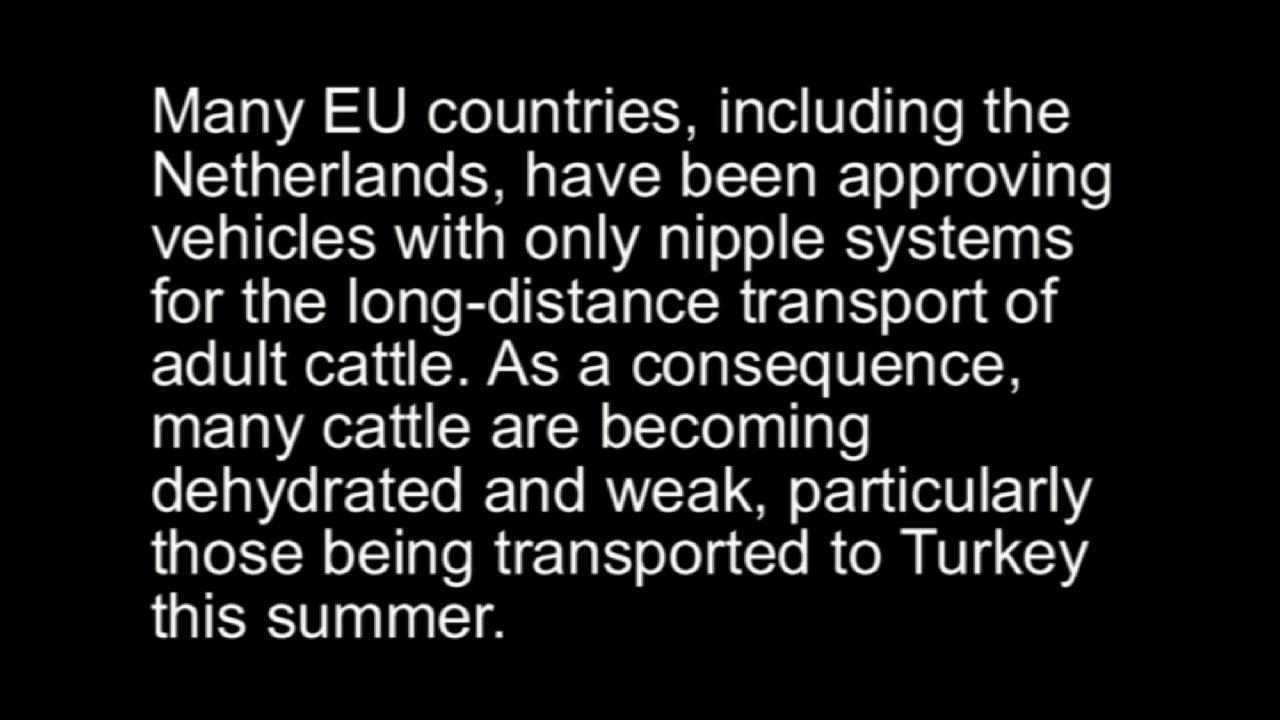 Many EU countries, including the
Netherlands, have been approving
vehicles with only nipple systems
for the long-distance transport of
adult cattle. As a consequence,
many cattle are becoming
dehydrated and weak, particularly
those being transported to Turkey
this summer.